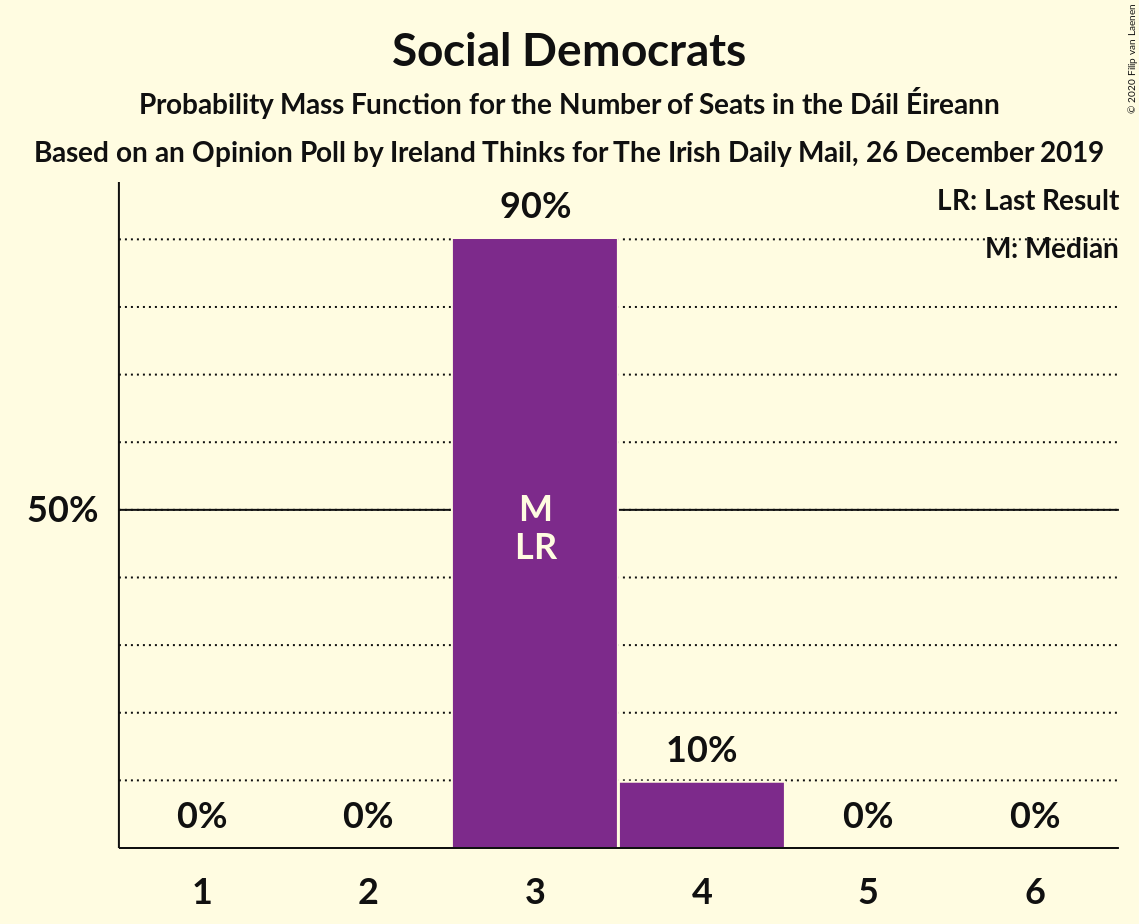 Social Democrats
Probability Mass Function for the Number of Seats in the Dáil Éireann
Based on an Opinion Poll by Ireland Thinks for The Irish Daily Mail, 26 December 2019
© 2020 Filip van Laenen
LR: Last Result
M: Median
90%
50%
M
LR
10%
0%
0%
0%
0%
1
2
3
4
5
6